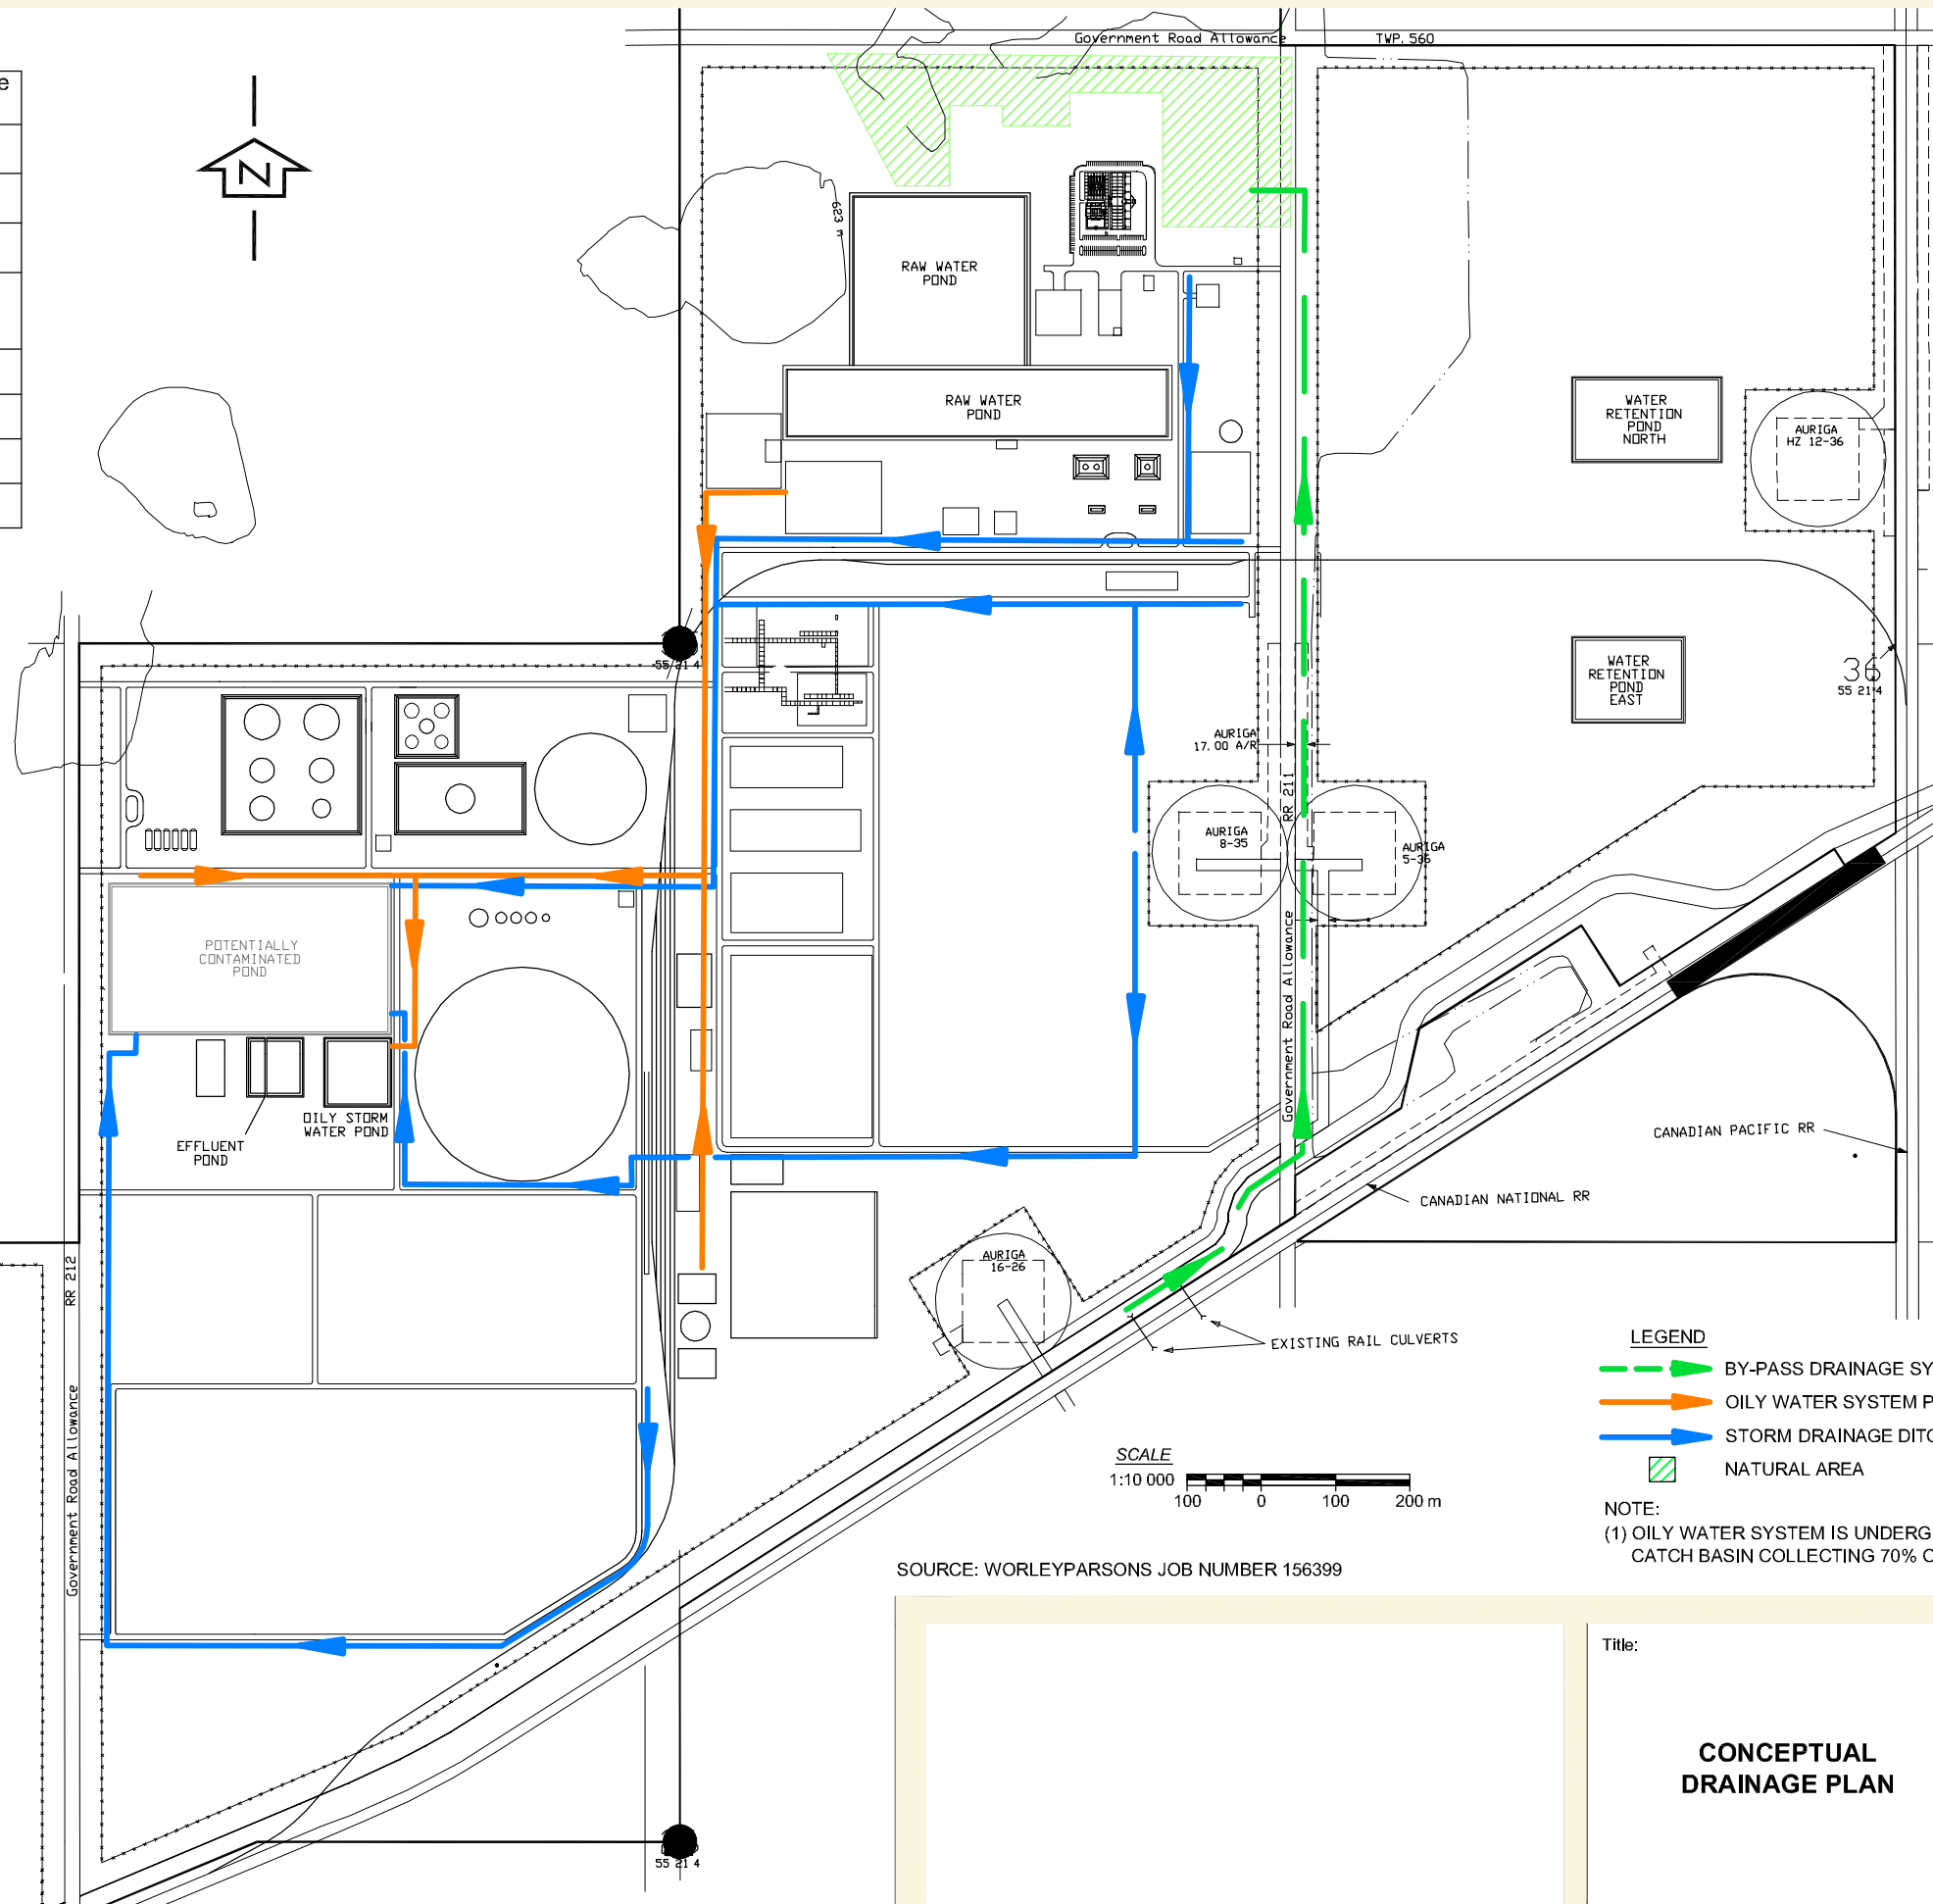 e
Government Road Allowance
TWP. 560
N
623 m
RAW WATER
POND
RAW WATER
POND
WATER
RETENTION
POND
NORTH
AURIGA
HZ 12-36
55 21 4
WATER
RETENTION
POND
EAST
36
55 21 4
AURIGA
17.00 A/R
RR 211
AURIGA
8-35
AURIGA
5-36
POTENTIALLY
CONTAMINATED
POND
Government Road Allowance
OILY STORM
WATER POND
EFFLUENT
POND
CANADIAN PACIFIC RR
CANADIAN NATIONAL RR
AURIGA
16-26
RR 212
EXISTING RAIL CULVERTS
Government Road Allowance
LEGEND
BY-PASS DRAINAGE SY
OILY WATER SYSTEM P
STORM DRAINAGE DITC
NATURAL AREA
SCALE
1:10 000
100 0 100 200 m
NOTE:
(1) OILY WATER SYSTEM IS UNDERG
CATCH BASIN COLLECTING 70% O
SOURCE: WORLEYPARSONS JOB NUMBER 156399
Title:
CONCEPTUAL
DRAINAGE PLAN
55 21 4